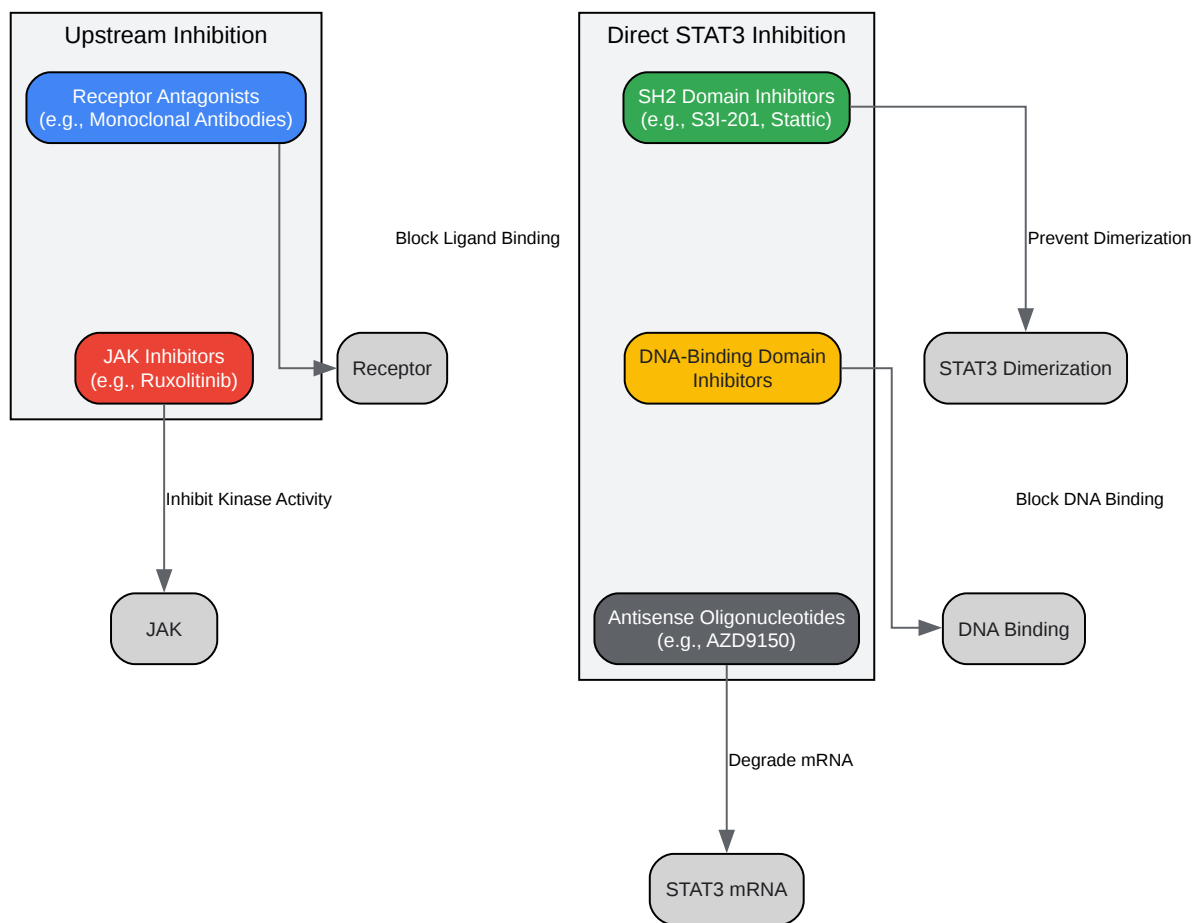 Upstream Inhibition
Receptor Antagonists
(e.g., Monoclonal Antibodies)
Block Ligand Binding
JAK Inhibitors
(e.g., Ruxolitinib)
Receptor
Inhibit Kinase Activity
JAK
Direct STAT3 Inhibition
SH2 Domain Inhibitors
(e.g., S3I-201, Stattic)
Prevent Dimerization
DNA-Binding Domain
Inhibitors
STAT3 Dimerization
Block DNA Binding
Antisense Oligonucleotides
(e.g., AZD9150)
DNA Binding
Degrade mRNA
STAT3 mRNA